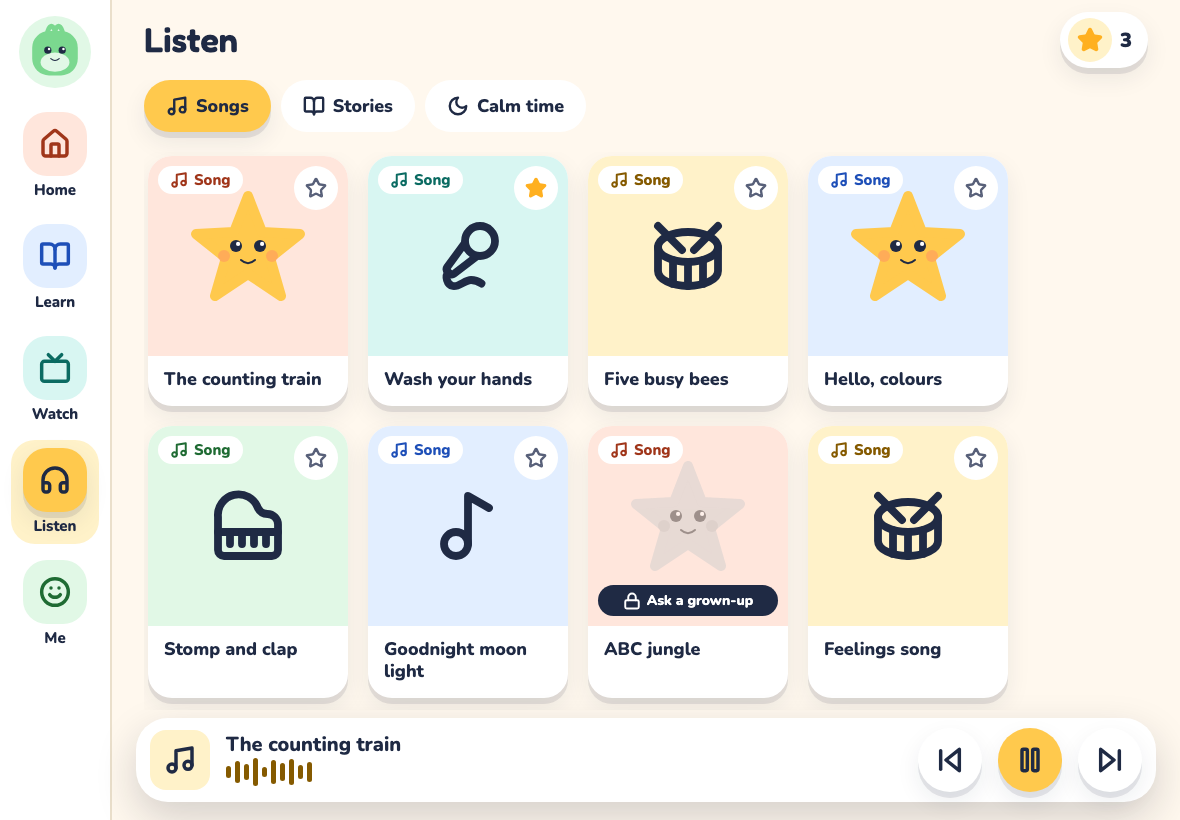 Listen
3
Songs
Stories
Calm time
Home
Learn
Watch
Listen
Me
Song
Song
Song
Song
The counting train
Wash your hands
Five busy bees
Hello, colours
Song
Song
Song
Song
Ask a grown-up
Stomp and clap
Goodnight moon
light
ABC jungle
Feelings song
The counting train